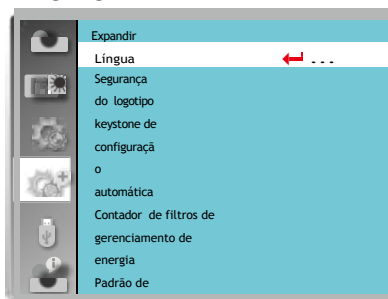 Expandir
Língua ...
Segurança
do logotipo
keystone de
configuraçã
o
automática
Contador de filtros de
gerenciamento de
energia
Padrão de